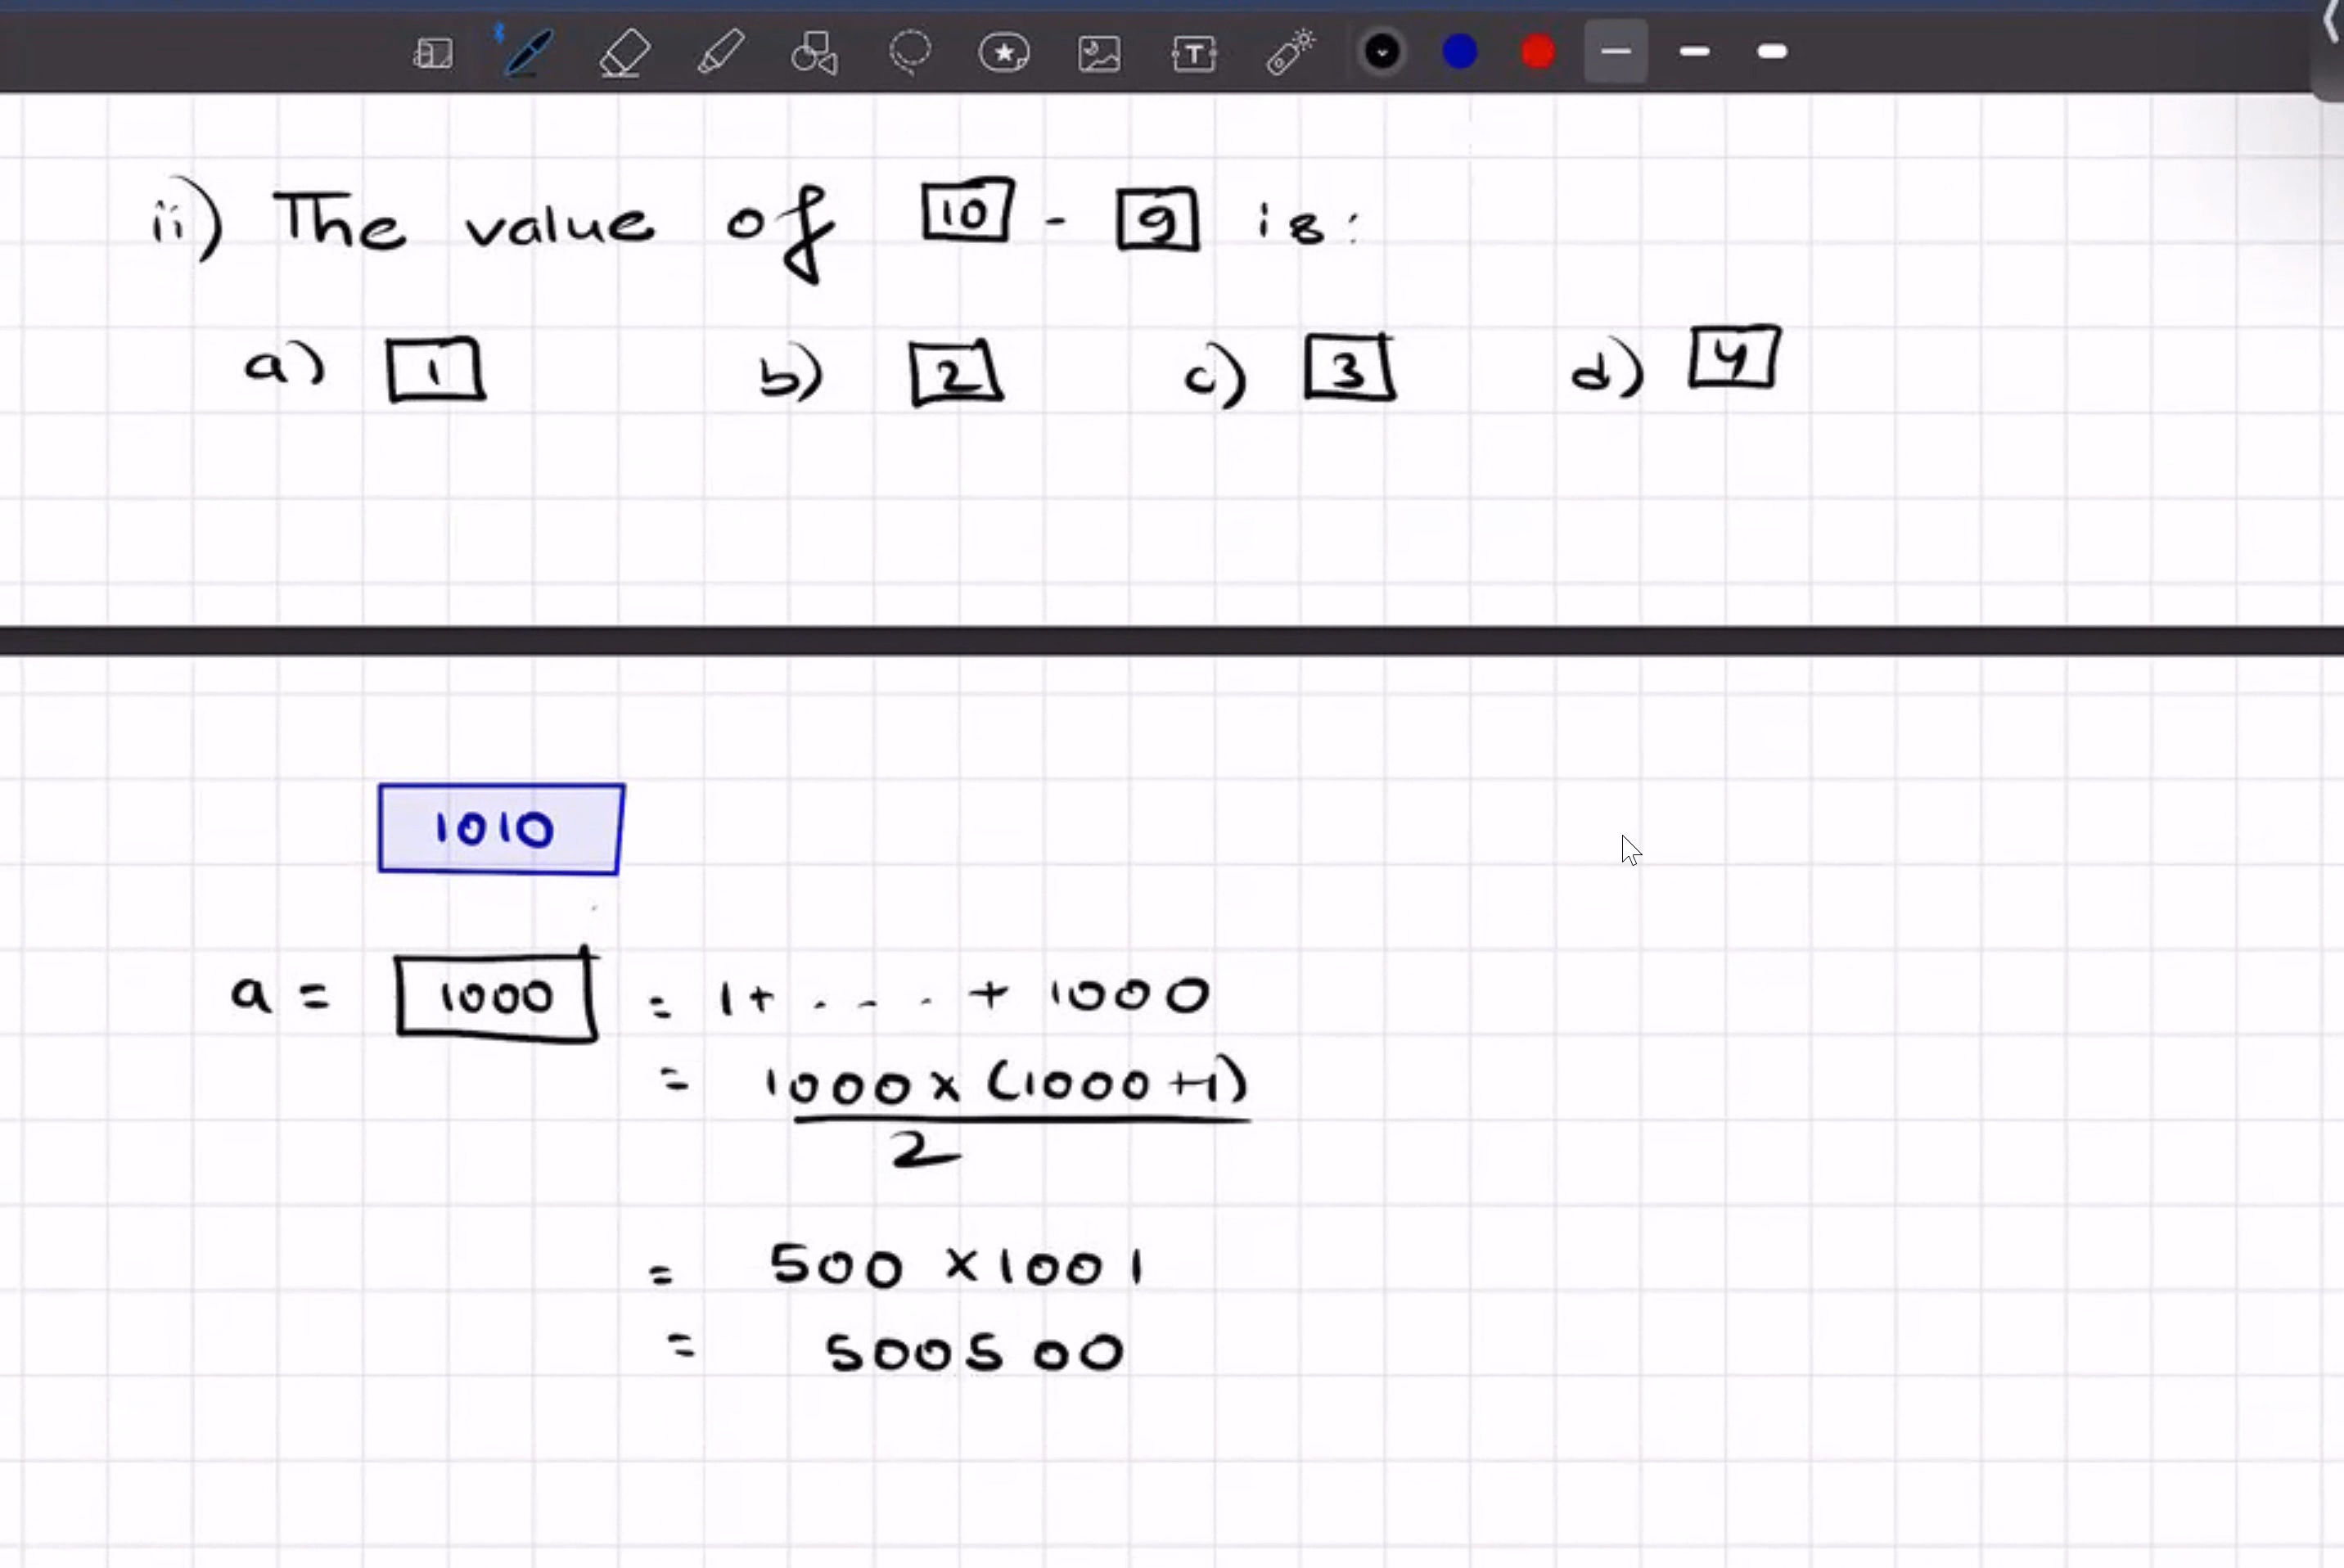 ii) The value of 10 - 9 is:
a) 1 b) 2 c) 3 d) 4
1010
a = 1000 = 1+ . - - . + 1000
= 1000 x (1000+1)
2
= 500 x 1001
= 500500